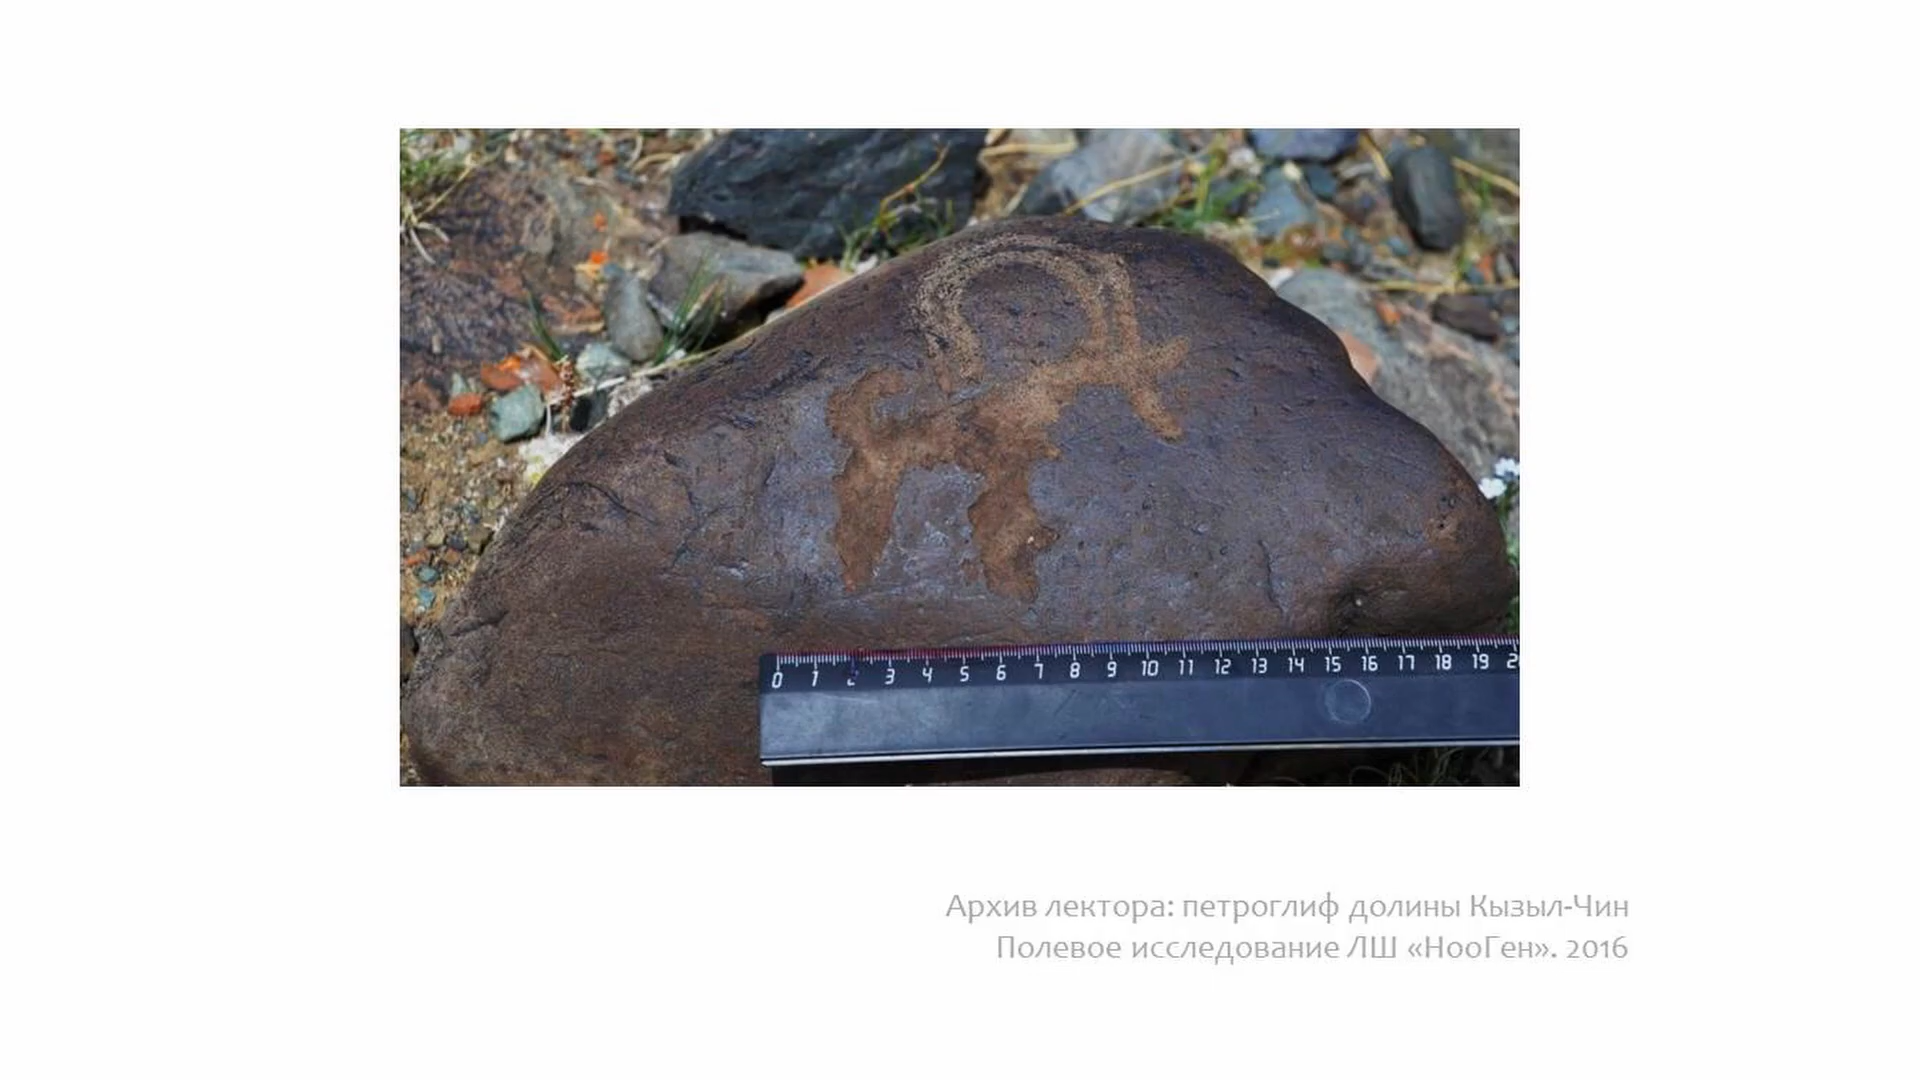 0 1 2 3 4 5 6 7 8 9 10 11 12 13 14 15 16 17 18 19
Архив лектора: петроглиф долины Кызыл-Чин
Полевое исследование ЛШ «НооГен». 2016